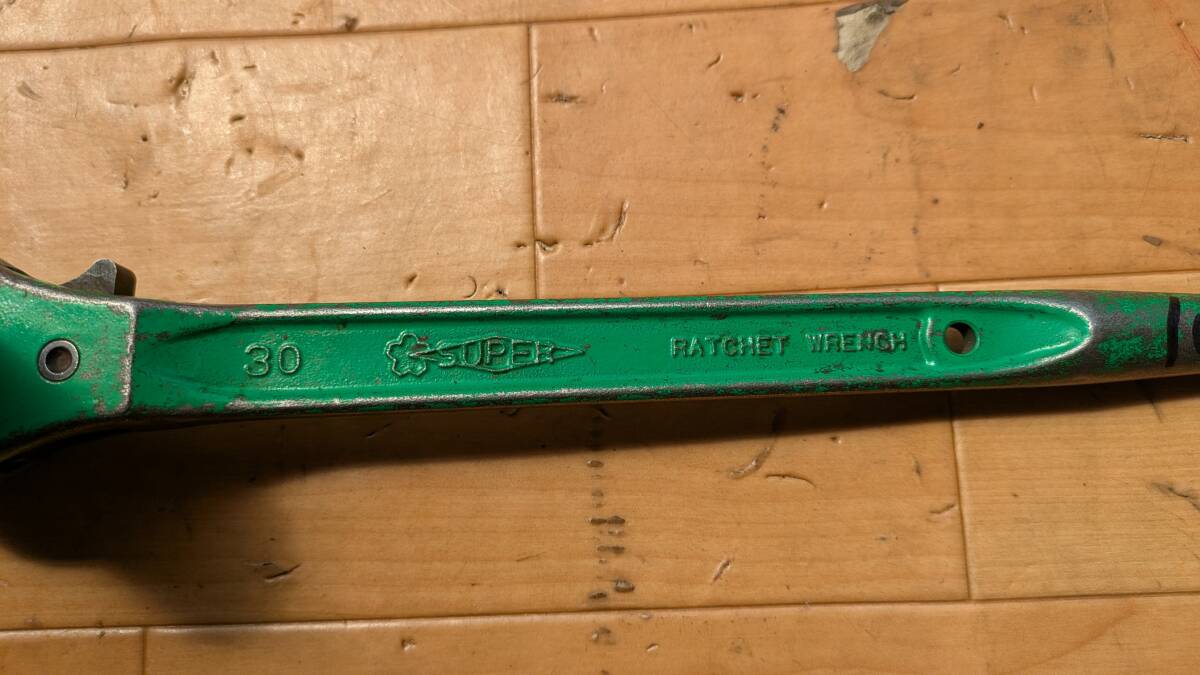 30 SUPER RATCHET WRENCH